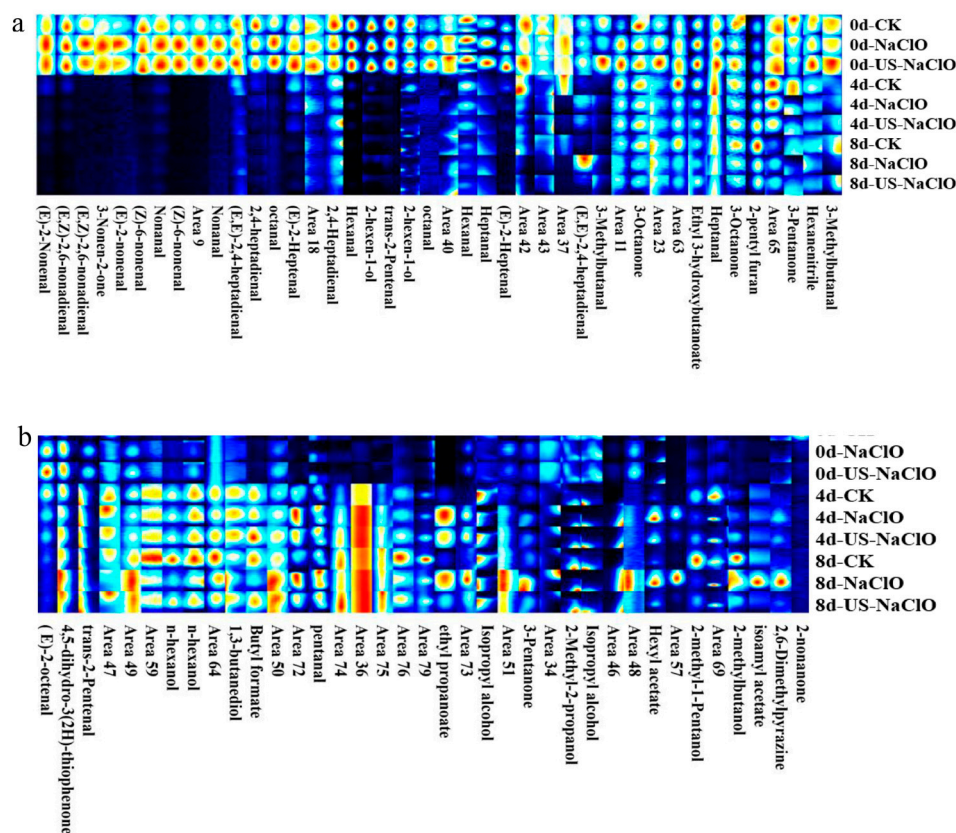 a
0d-CK
0d-NaClO
0d-US-NaClO
4d-CK
4d-NaClO
4d-US-NaClO
8d-CK
8d-NaClO
8d-US-NaClO
(E)-2-Nonenal
(E,Z)-2,6-nonadienal
(E,Z)-2,6-nonadienal
3-Nonen-2-one
(E)-2-nonenal
(Z)-6-nonenal
Nonanal
(Z)-6-nonenal
Area 9
Nonanal
(E,E)-2,4-heptadienal
2,4-heptadienal
octanal
(E)-2-Heptenal
Area 18
2,4-Heptadienal
Hexanal
2-hexen-1-ol
trans-2-Pentenal
2-hexen-1-ol
octanal
Area 40
Hexanal
Heptanal
(E)-2-Heptenal
Area 42
Area 43
Area 37
(E,E)-2,4-heptadienal
3-Methylbutanal
Area 11
3-Octanone
Area 23
Area 63
Ethyl 3-hydroxybutanoate
Heptanal
3-Octanone
2-pentyl furan
Area 65
3-Pentanone
Hexenenitrile
3-Methylbutanal
b
0d-NaClO
0d-US-NaClO
4d-CK
4d-NaClO
4d-US-NaClO
8d-CK
8d-NaClO
8d-US-NaClO
( E)-2-octenal
4,5-dihydro-3(2H)-thiophenone
trans-2-Pentenal
Area 47
Area 49
Area 59
n-hexanol
n-hexanol
Area 64
1,3-butanediol
Butyl formate
Area 50
Area 72
pentanal
Area 74
Area 36
Area 75
Area 76
Area 79
ethyl propanoate
Area 73
Isopropyl alcohol
Area 51
3-Pentanone
Area 34
2-Methyl-2-propanol
Isopropyl alcohol
Area 46
Area 48
Hexyl acetate
Area 57
2-methyl-1-Pentanol
Area 69
2-methylbutanol
isoamyl acetate
2,6-Dimethylpyrazine
2-nonanone